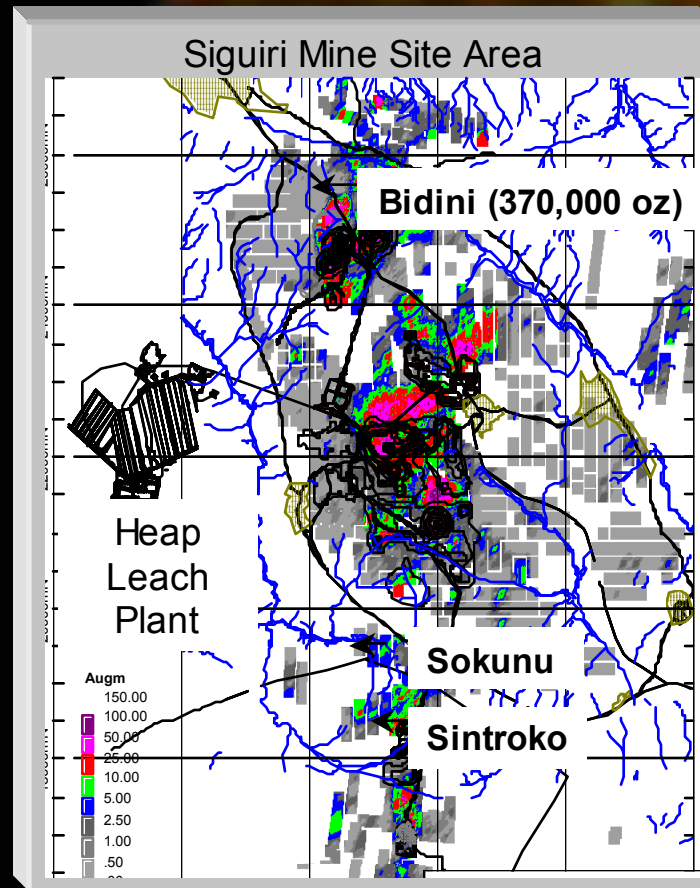 Siguiri Mine Site Area
Bidini (370,000 oz)
Heap
Leach
Plant
Sokunu
Sintroko
Augm
150.00
100.00
50.00
25.00
10.00
5.00
2.50
1.00
.50